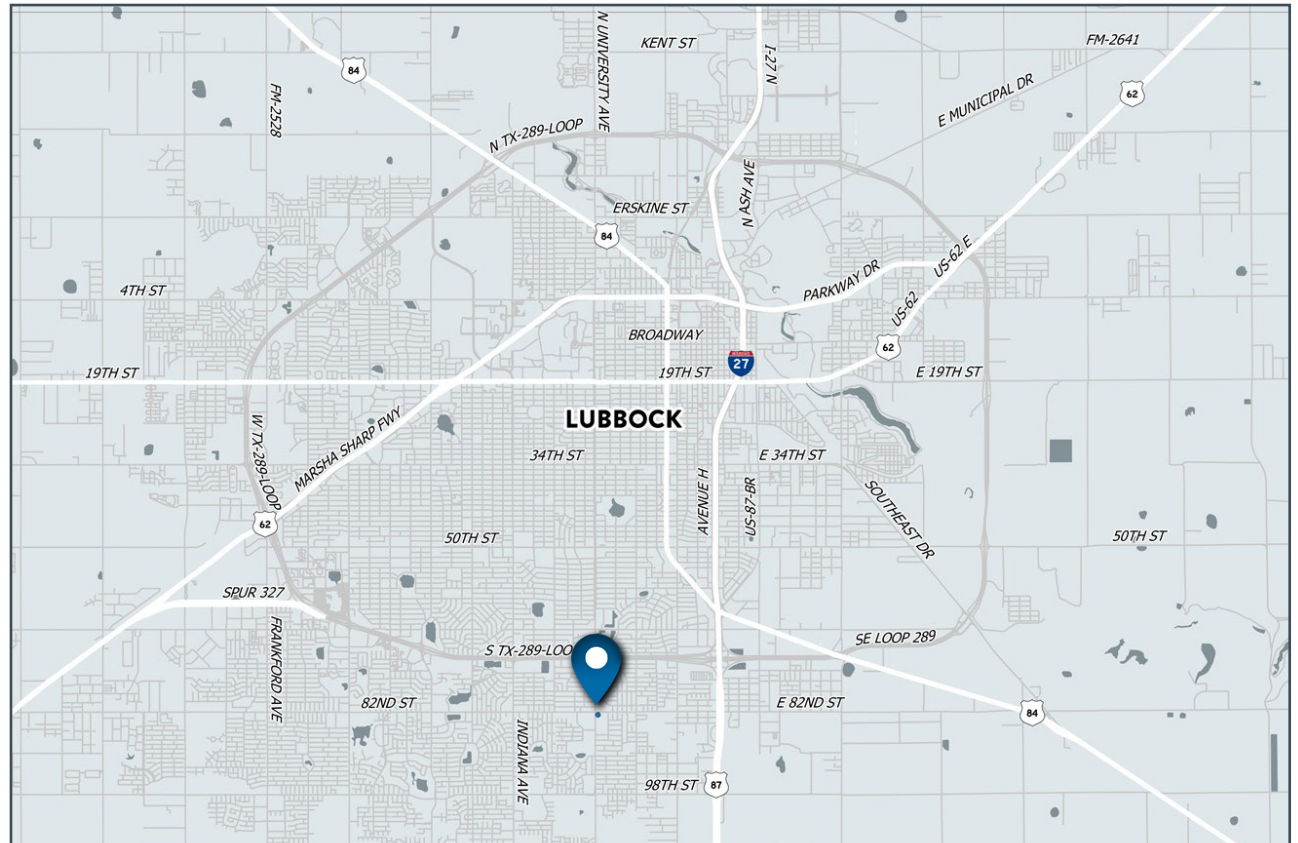 KENT ST
FM-2641
84
N UNIVERSITY AVE
I-27 N
FM-2528
62
E MUNICIPAL DR
N TX-289-LOOP
N ASH AVE
ERSKINE ST
84
US-62 E
4TH ST
PARKWAY DR
US-62
BROADWAY
62
INTERSTATE
27
19TH ST
19TH ST
E 19TH ST
LUBBOCK
MARSHA SHARP FWY
W TX-289-LOOP
34TH ST
E 34TH ST
AVENUE H
US-87-BR
SOUTHEAST DR
62
50TH ST
50TH ST
SPUR 327
FRANKFORD AVE
SE LOOP 289
S TX-289-LOO
82ND ST
E 82ND ST
INDIANA AVE
84
98TH ST
87